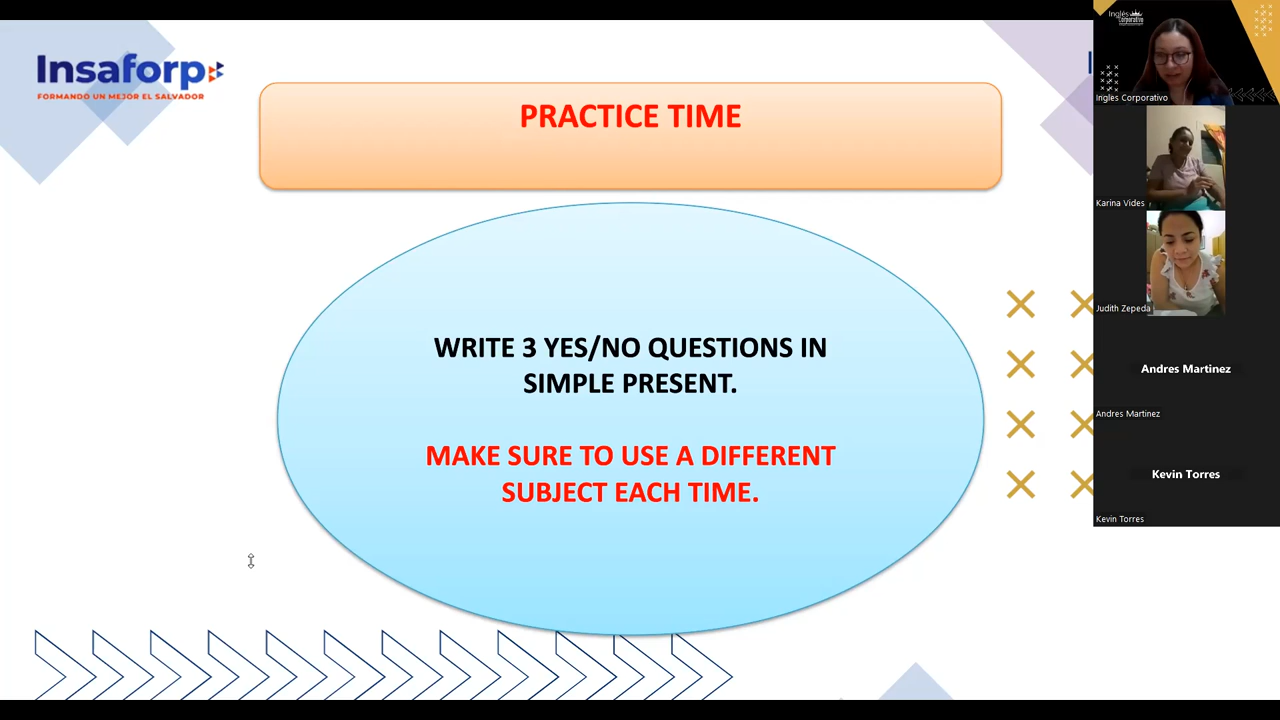 Insaforp
FORMANDO UN MEJOR EL SALVADOR
PRACTICE TIME
WRITE 3 YES/NO QUESTIONS IN
SIMPLE PRESENT.
MAKE SURE TO USE A DIFFERENT
SUBJECT EACH TIME.
Inglés
Corporativo
Ingles Corporativo
Karina Vides
Judith Zepeda
Andres Martinez
Andres Martinez
Kevin Torres
Kevin Torres